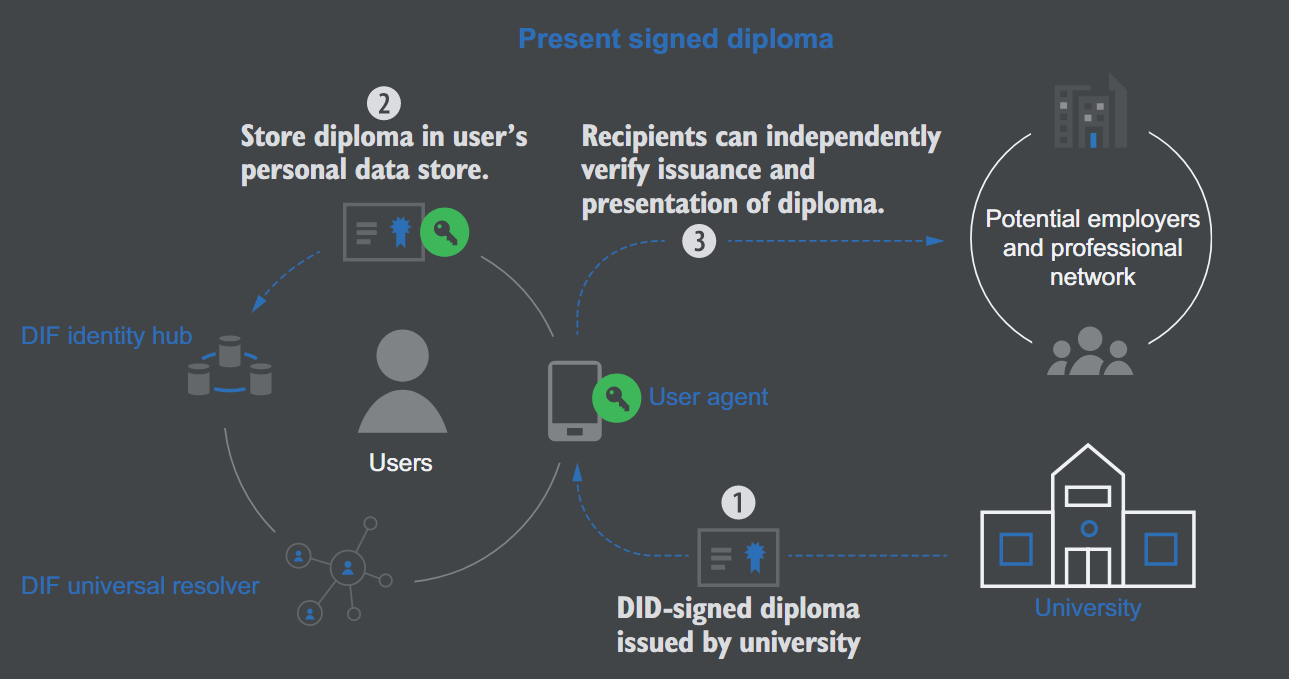 Present signed diploma
2
Store diploma in user's
personal data store.
Recipients can independently
verify issuance and
presentation of diploma.
3
Potential employers
and professional
network
DIF identity hub
User agent
Users
1
DIF universal resolver
DID-signed diploma
issued by university
University